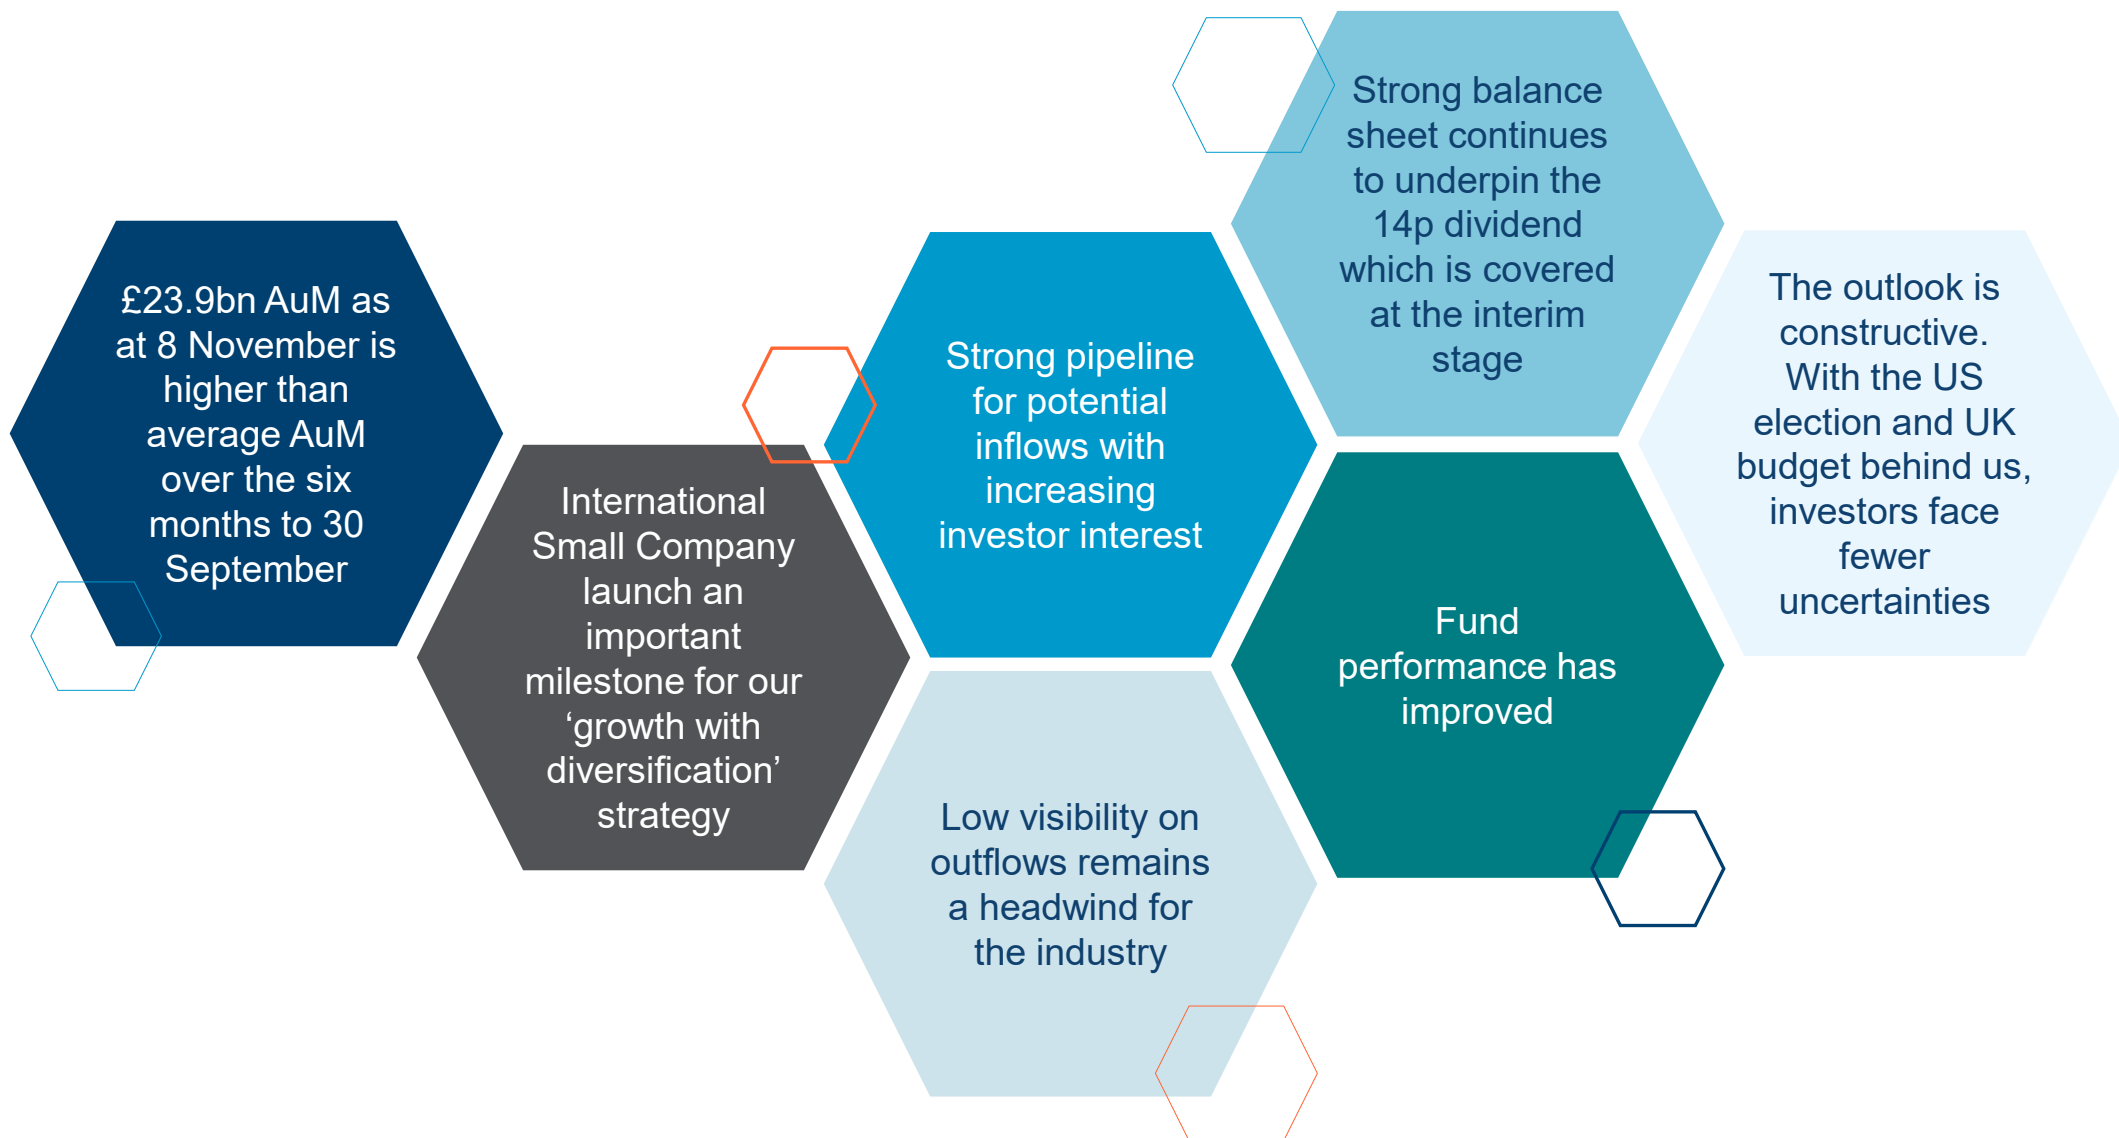 £23.9bn AuM as
at 8 November is
higher than
average AuM
over the six
months to 30
September
International
Small Company
launch an
important
milestone for our
‘growth with
diversification’
strategy
Strong pipeline
for potential
inflows with
increasing
investor interest
Low visibility on
outflows remains
a headwind for
the industry
Strong balance
sheet continues
to underpin the
14p dividend
which is covered
at the interim
stage
Fund
performance has
improved
The outlook is
constructive.
With the US
election and UK
budget behind us,
investors face
fewer
uncertainties